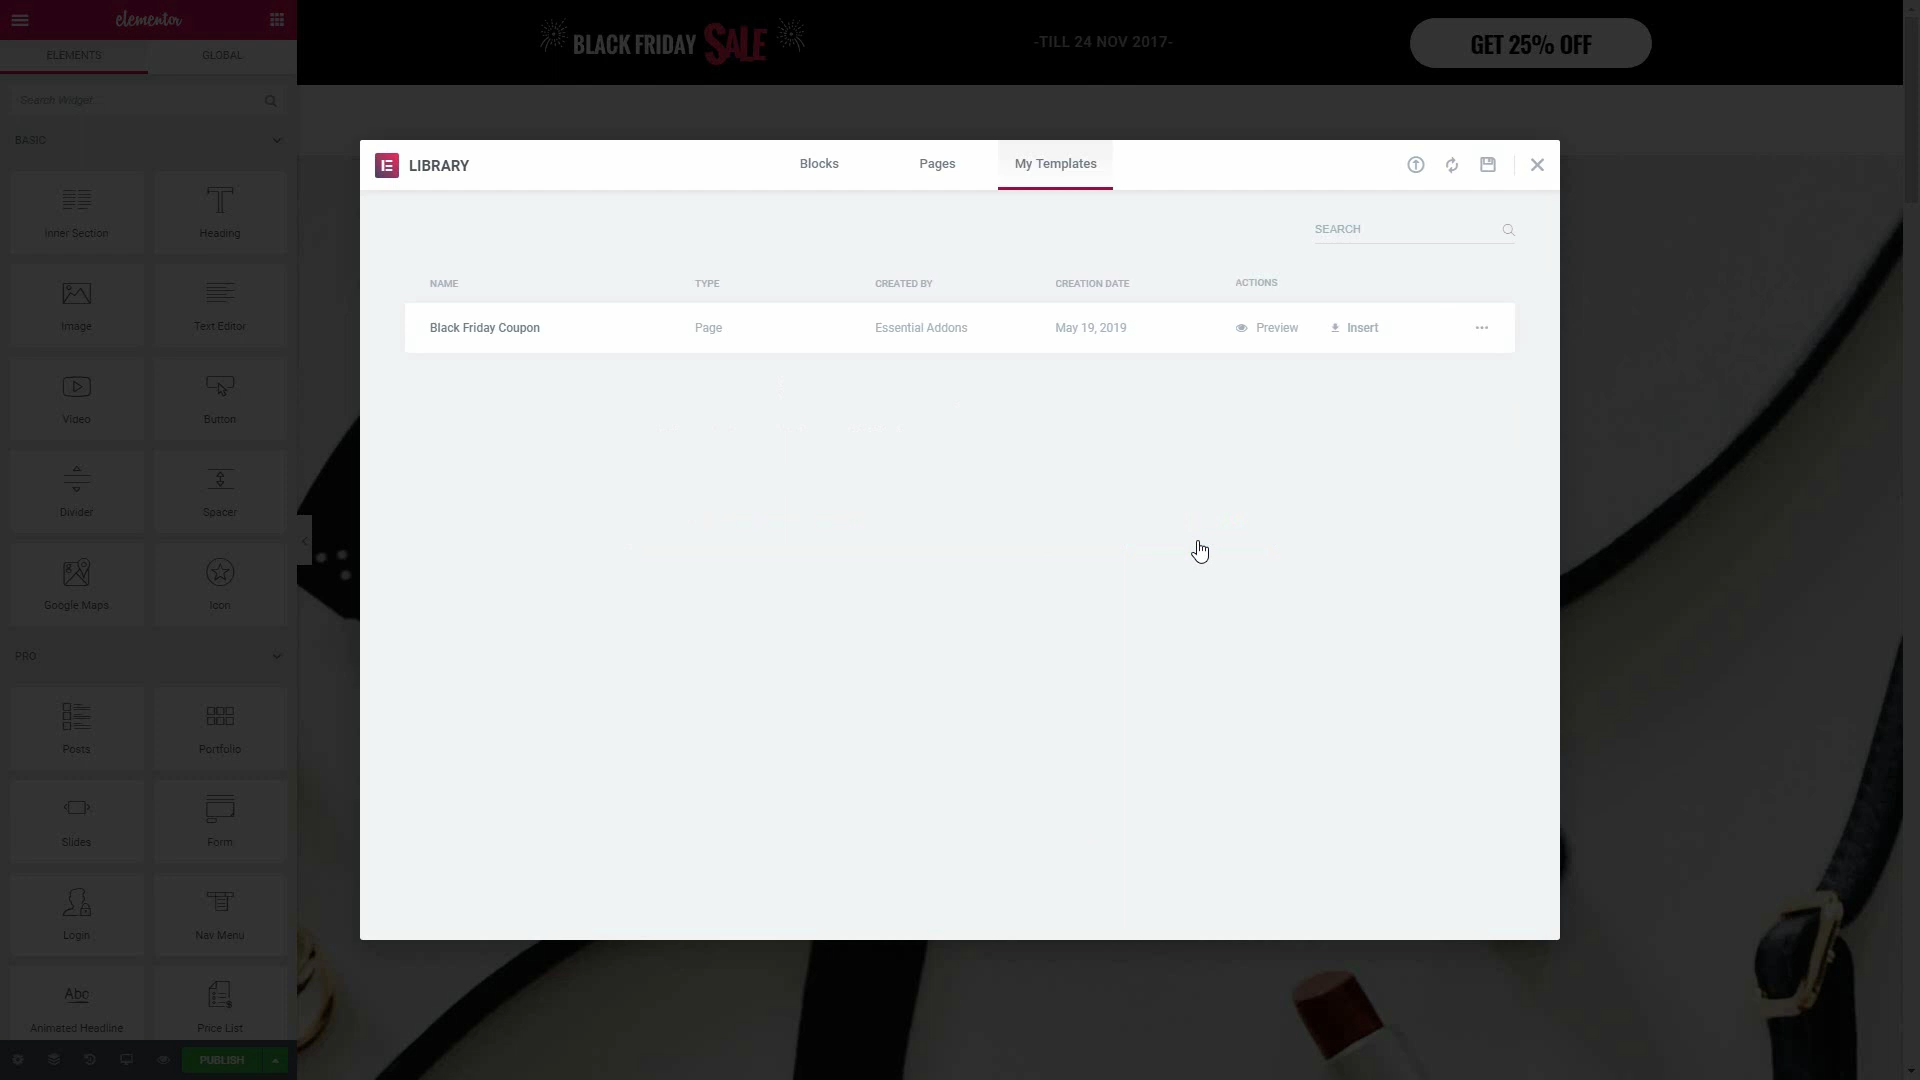 elementor
ELEMENTS
GLOBAL
Search Widget...
BASIC
Inner Section
Heading
Image
Text Editor
Video
Button
Divider
Spacer
Google Maps
Icon
PRO
Posts
Portfolio
Slides
Form
Login
Nav Menu
Abc
Animated Headline
Price List
PUBLISH
BLACK FRIDAY SALE
-TILL 24 NOV 2017-
GET 25% OFF
LIBRARY
Blocks
Pages
My Templates
SEARCH
NAME TYPE CREATED BY CREATION DATE ACTIONS
Black Friday Coupon Page Essential Addons May 19, 2019 Preview Insert